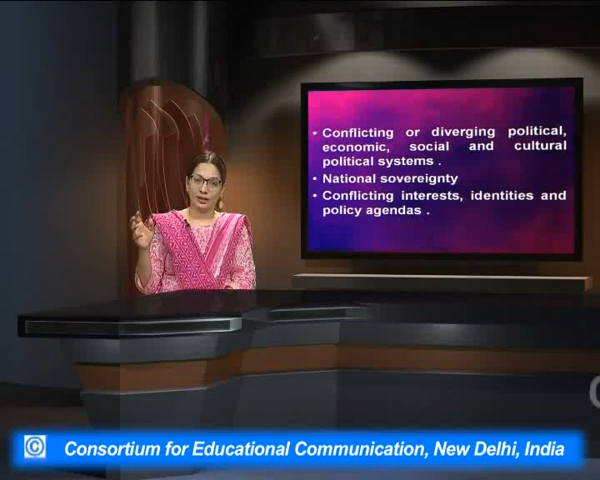 • Conflicting or diverging political,
economic, social and cultural
political systems .
• National sovereignty
• Conflicting interests, identities and
policy agendas .
© Consortium for Educational Communication, New Delhi, India